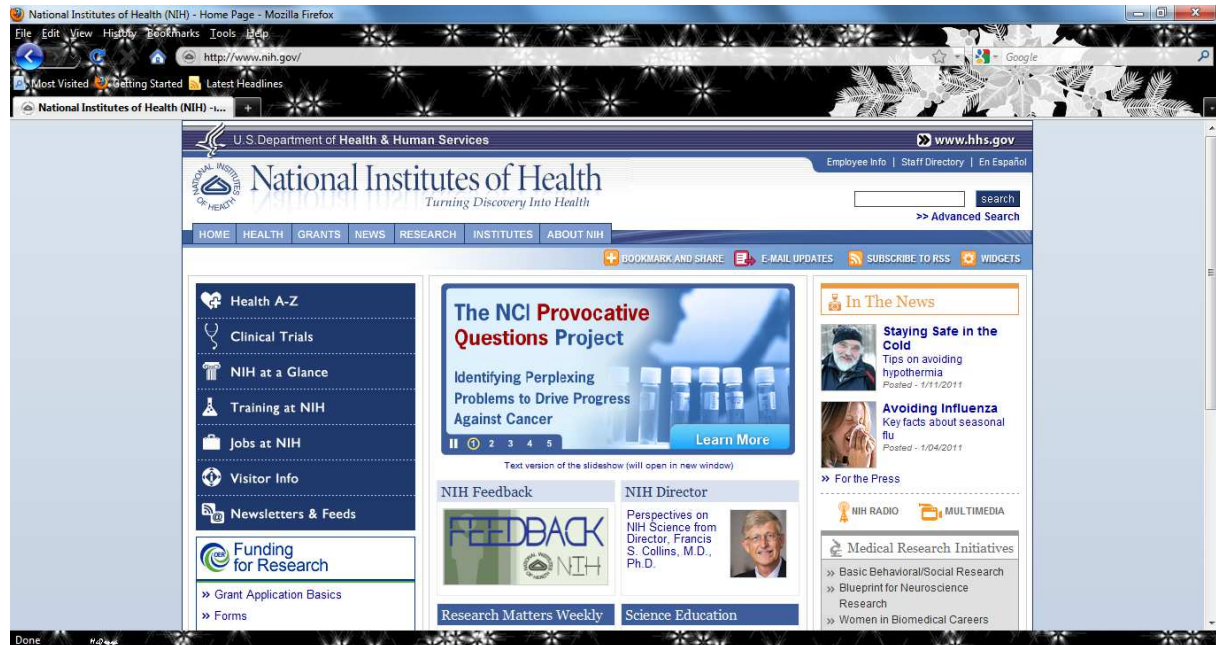 National Institutes of Health (NIH) - Home Page - Mozilla Firefox
File Edit View History Bookmarks Tools Help
http://www.nih.gov/
Google
Most Visited Getting Started Latest Headlines
National Institutes of Health (NIH) -...
U.S. Department of Health & Human Services
www.hhs.gov
Employee Info | Staff Directory | En Español
NATIONAL INSTITUTES OF HEALTH
National Institutes of Health
Turning Discovery Into Health
search
>> Advanced Search
HOME HEALTH GRANTS NEWS RESEARCH INSTITUTES ABOUT NIH
BOOKMARK AND SHARE E-MAIL UPDATES SUBSCRIBE TO RSS WIDGETS
Health A-Z
Clinical Trials
NIH at a Glance
Training at NIH
Jobs at NIH
Visitor Info
Newsletters & Feeds
OER
Funding
for Research
» Grant Application Basics
» Forms
The NCI Provocative
Questions Project
Identifying Perplexing
Problems to Drive Progress
Against Cancer
1 2 3 4 5
Learn More
Text version of the slideshow (will open in new window)
NIH Feedback
FEEDBACK
NIH
NIH Director
Perspectives on
NIH Science from
Director, Francis
S. Collins, M.D.,
Ph.D.
Research Matters Weekly
Science Education
In The News
Staying Safe in the
Cold
Tips on avoiding
hypothermia
Posted - 1/11/2011
Avoiding Influenza
Key facts about seasonal
flu
Posted - 1/04/2011
» For the Press
NIH RADIO MULTIMEDIA
Medical Research Initiatives
» Basic Behavioral/Social Research
» Blueprint for Neuroscience
Research
» Women in Biomedical Careers
Done